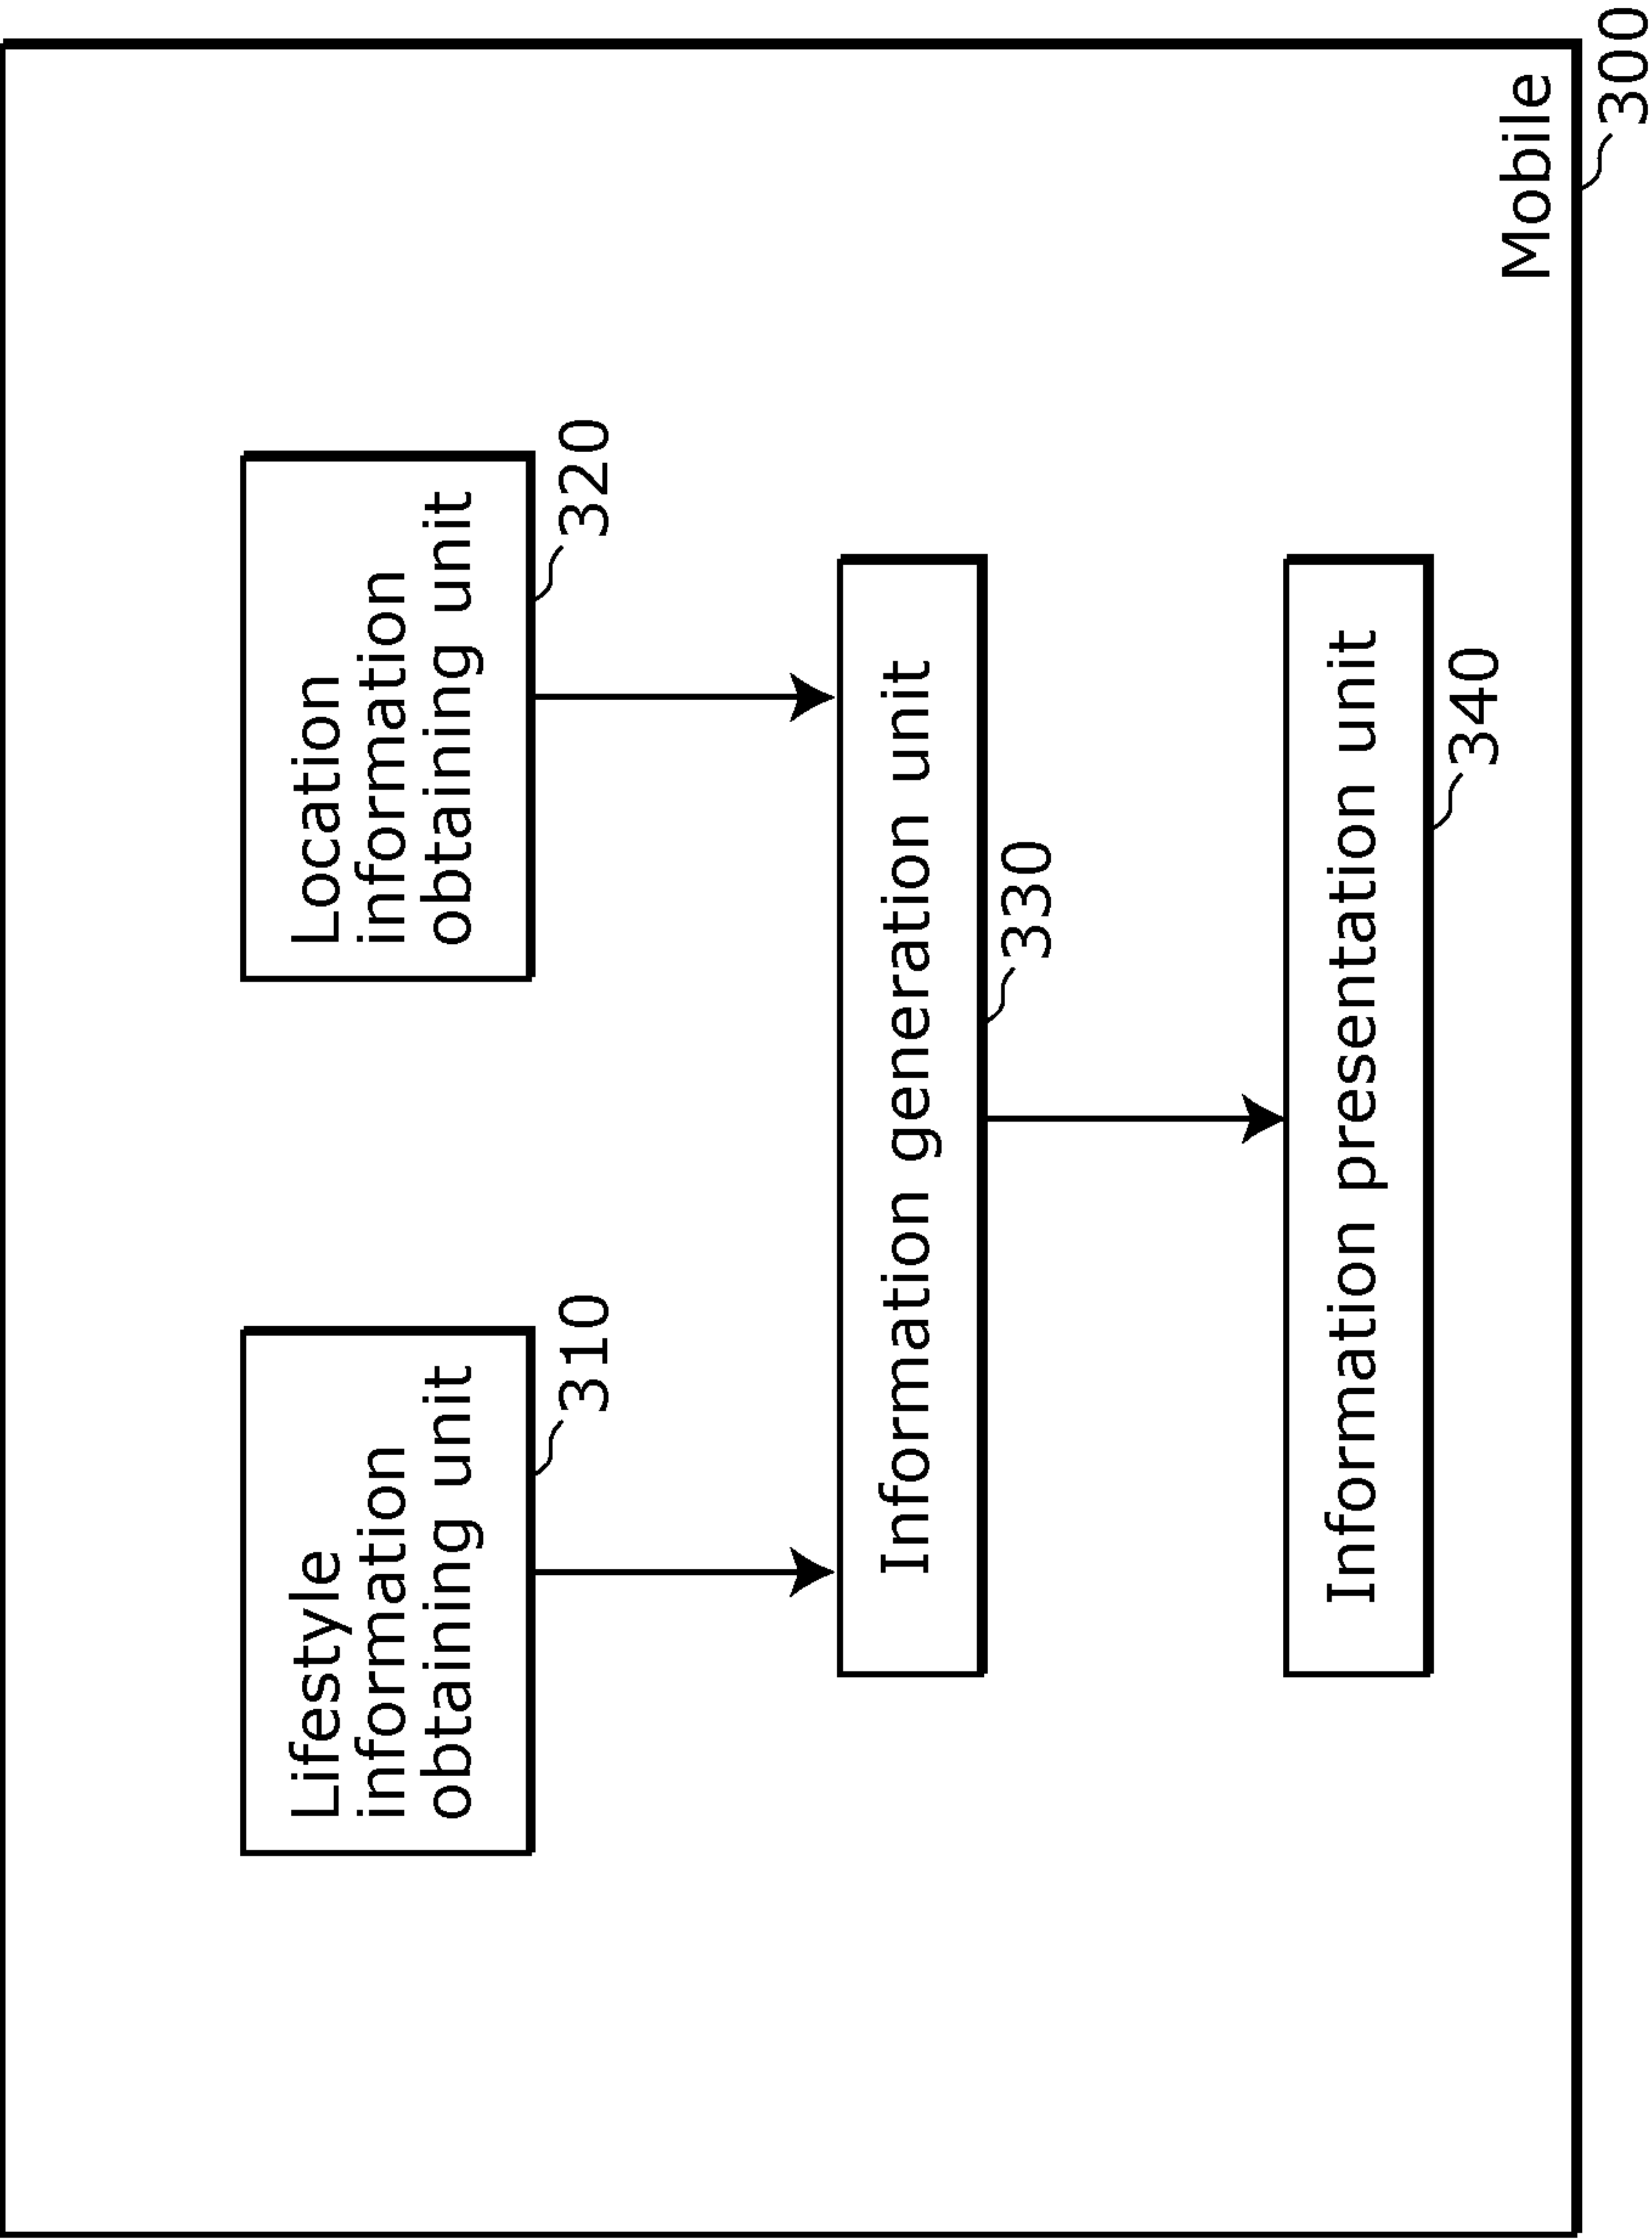 Lifestyle
information
obtaining unit
310
Location
information
obtaining unit
320
Information generation unit
330
Information presentation unit
340
Mobile
300